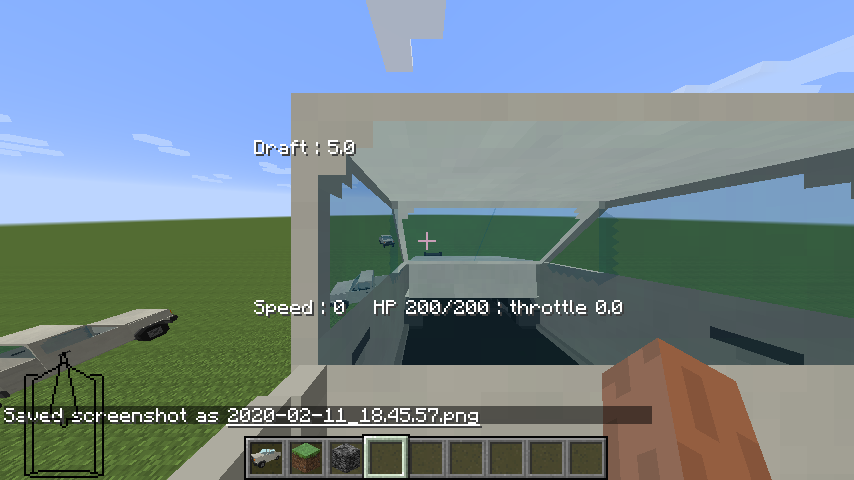 Draft : 5.0
Speed : 0 HP 200/200 : throttle 0.0
Saved screenshot as 2020-02-11_18.45.57.png